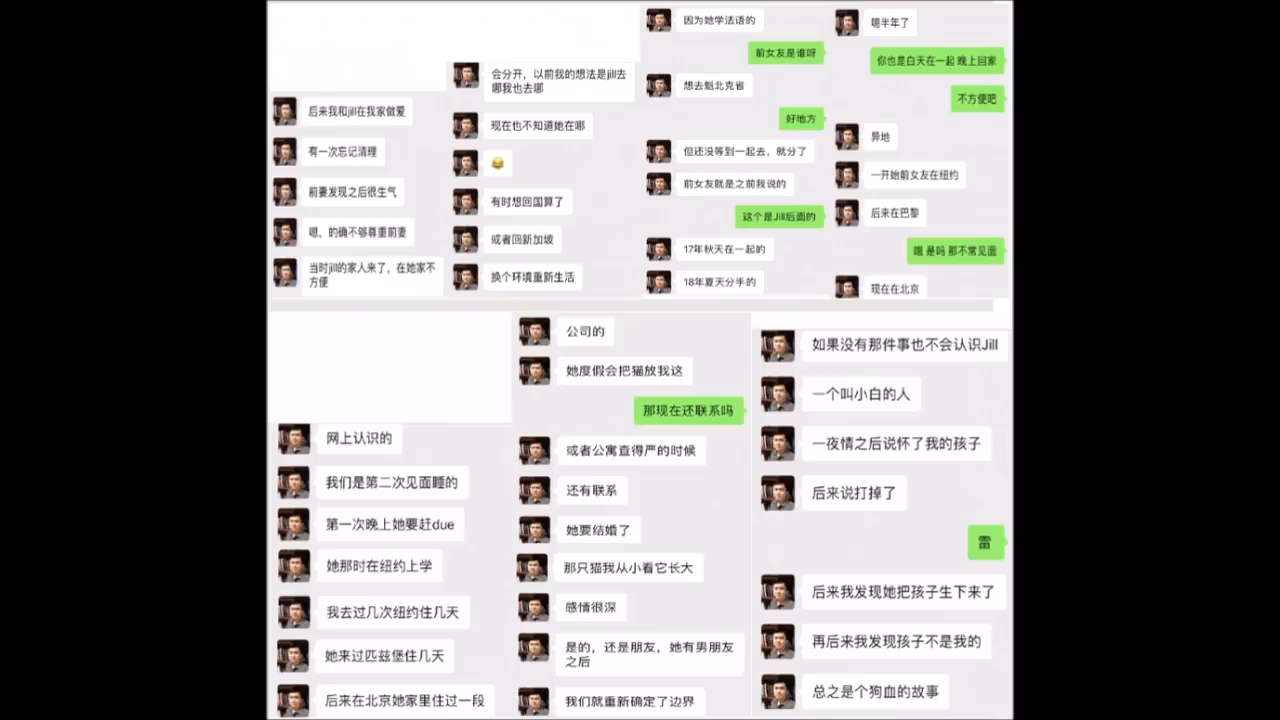 后来我和jill在我家做爱
有一次忘记清理
前要发现之后很生气
嗯，的确不够尊重前妻
当时jill的家人来了，在她家不
方便
会分开，以前我的想法是jill去
哪我也去哪
现在也不知道她在哪
😂
有时想回国算了
或者回新加坡
换个环境重新生活
因为她学法语的
前女友是谁呀
想去魁北克省
好地方
但还没等到一起去，就分了
前女友就是之前我说的
这个是Jill后面的
17年秋天在一起的
18年夏天分手的
嗯半年了
你也是白天在一起 晚上回家
不方便吧
异地
一开始前女友在纽约
后来在巴黎
哦 是吗 那不常见面
现在在北京
网上认识的
我们是第二次见面睡的
第一次晚上她要赶due
她那时在纽约上学
我去过几次纽约住几天
她来过匹兹堡住几天
后来在北京她家里住过一段
公司的
她度假会把猫放我这
那现在还联系吗
或者公寓查得严的时候
还有联系
她要结婚了
那只猫我从小看它长大
感情很深
是的，还是朋友，她有男朋友
之后
我们就重新确定了边界
如果没有那件事也不会认识Jill
一个叫小白的人
一夜情之后说怀了我的孩子
后来说打掉了
雷
后来我发现她把孩子生下来了
再后来我发现孩子不是我的
总之是个狗血的故事